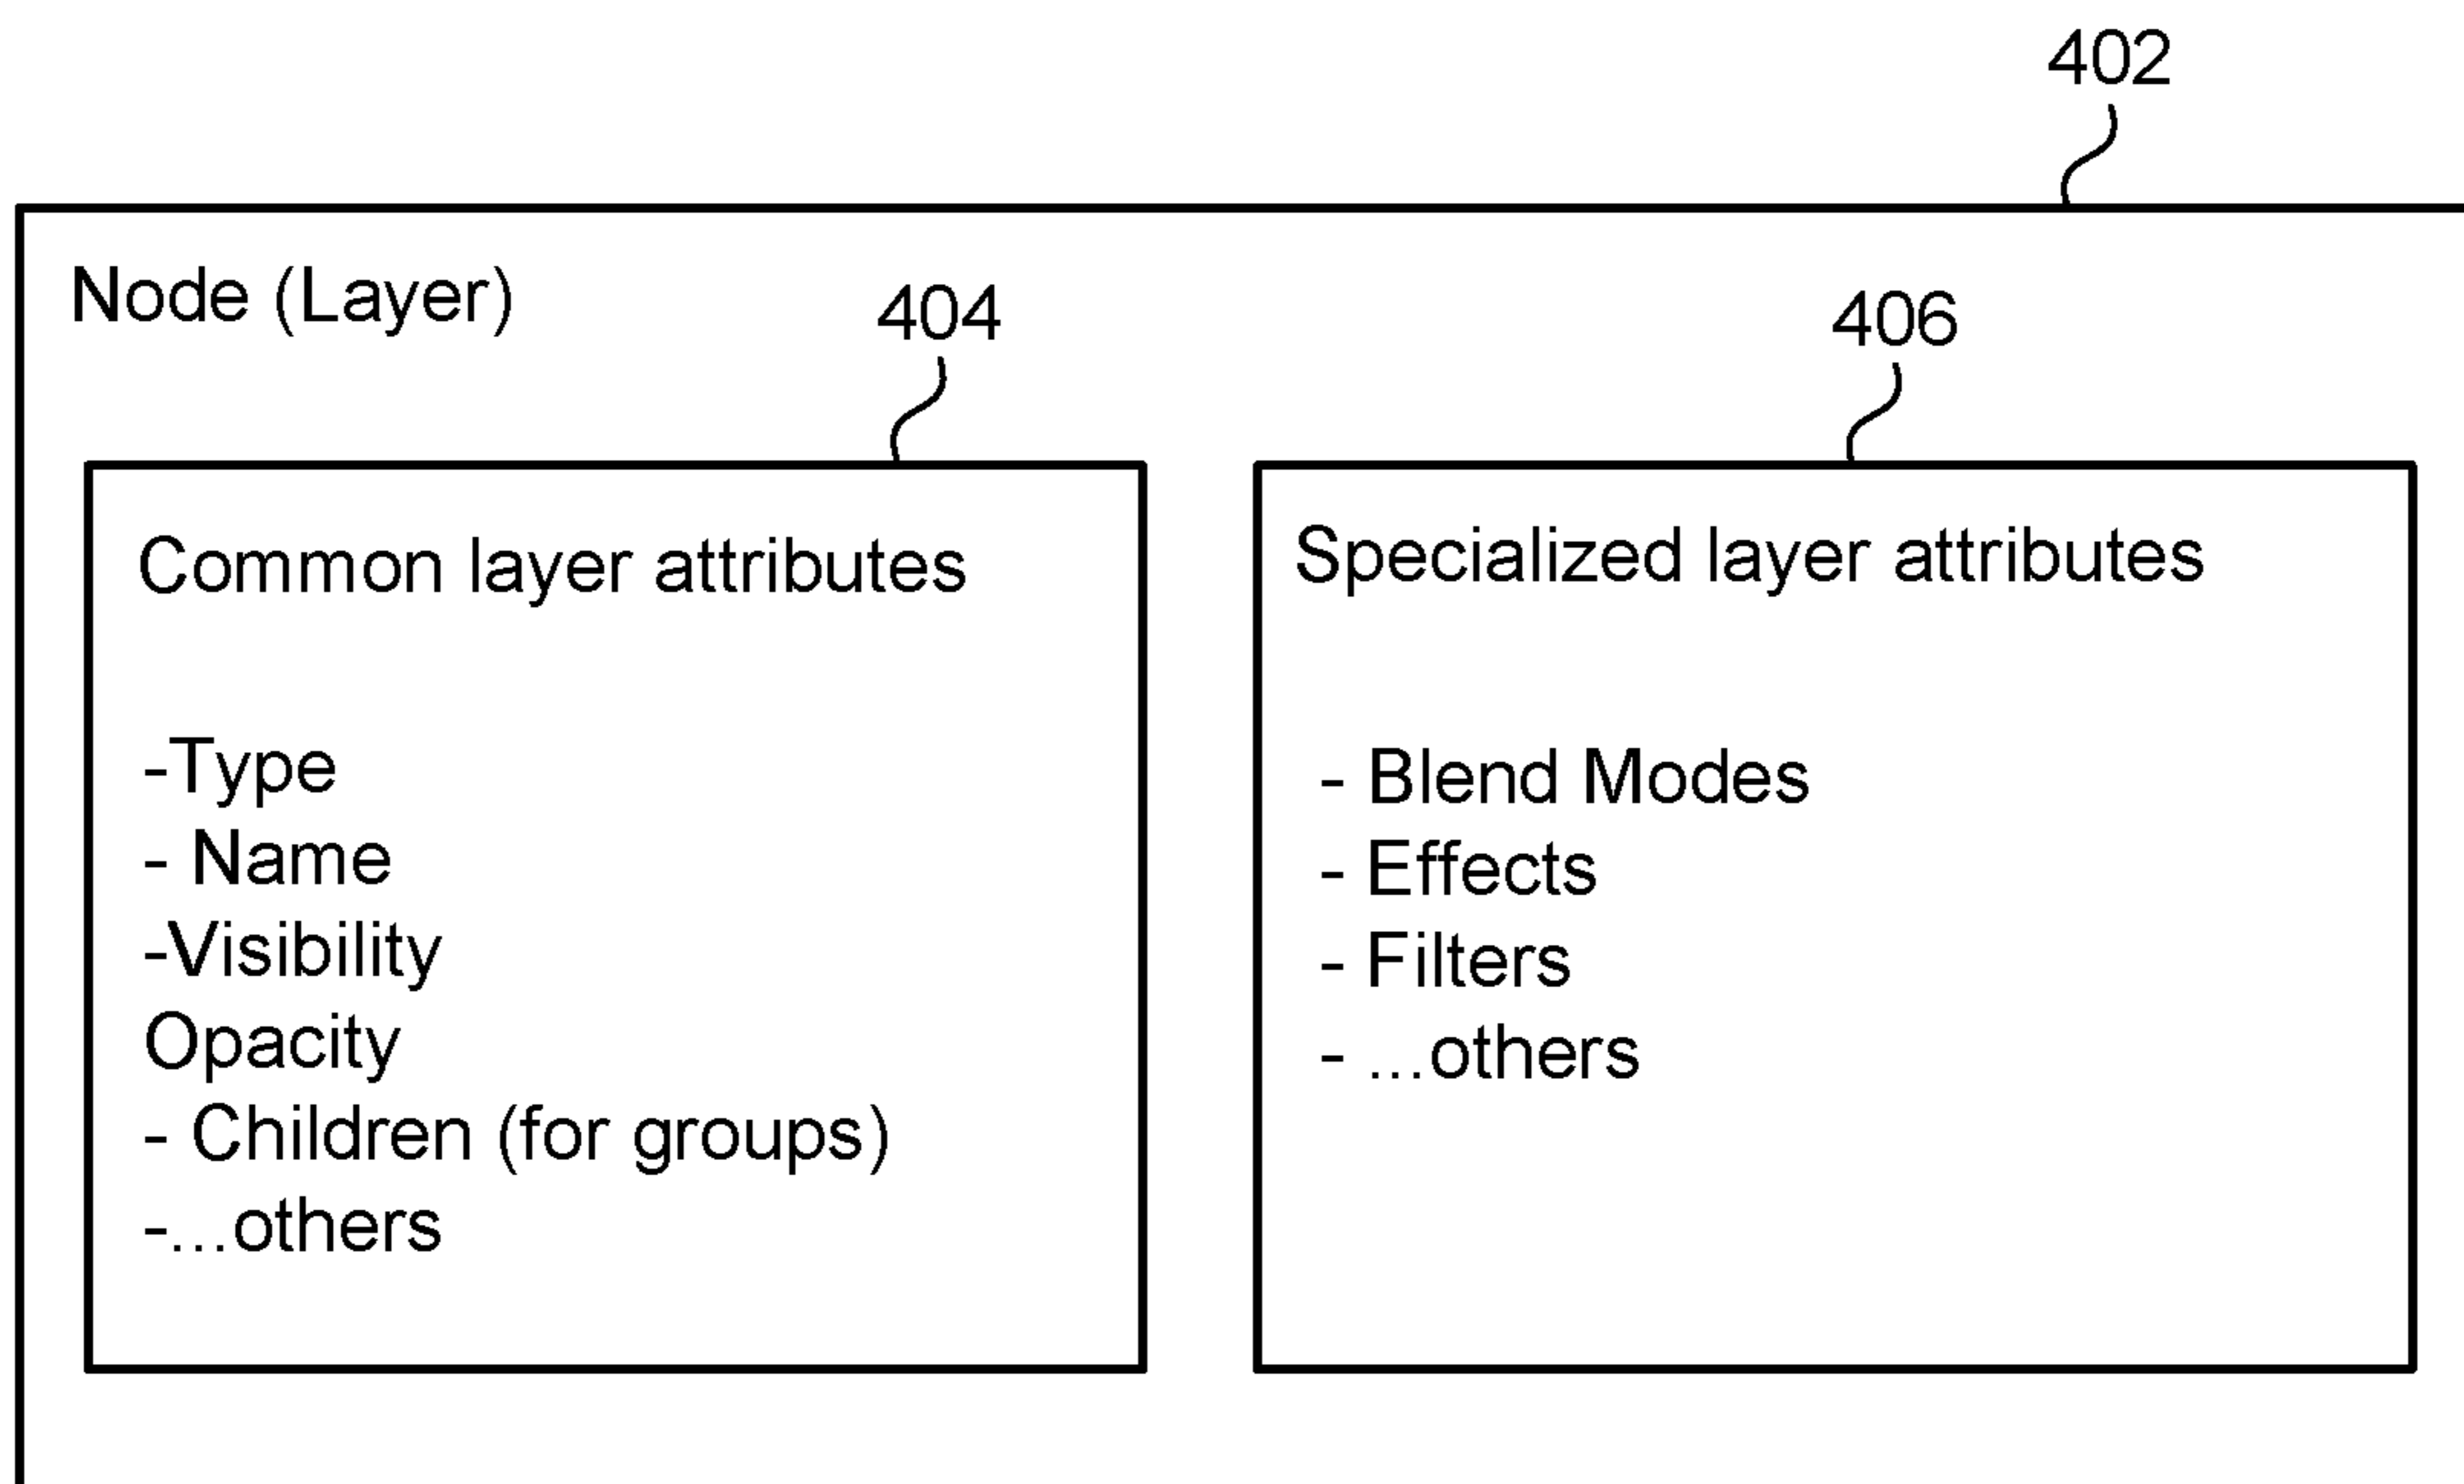 402
Node (Layer)
404
406
Common layer attributes
-Type
- Name
-Visibility
Opacity
- Children (for groups)
-...others
Specialized layer attributes
- Blend Modes
- Effects
- Filters
- ...others